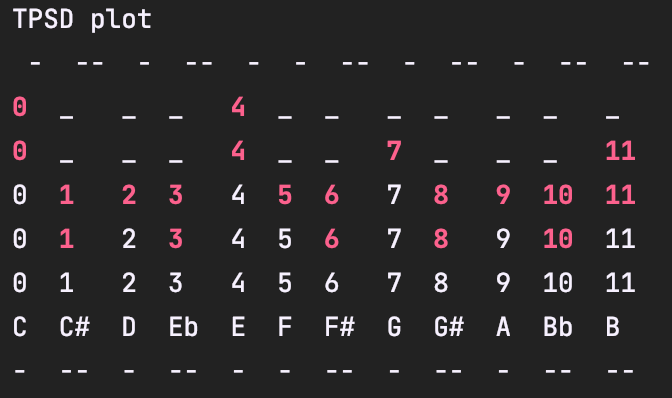 TPSD plot
- -- - -- - - -- - -- - -- --
0 _ _ _ 4 _ _ _ _ _ _ _
0 _ _ _ 4 _ _ 7 _ _ _ 11
0 1 2 3 4 5 6 7 8 9 10 11
0 1 2 3 4 5 6 7 8 9 10 11
0 1 2 3 4 5 6 7 8 9 10 11
C C# D Eb E F F# G G# A Bb B
- -- - -- - - -- - -- - -- --